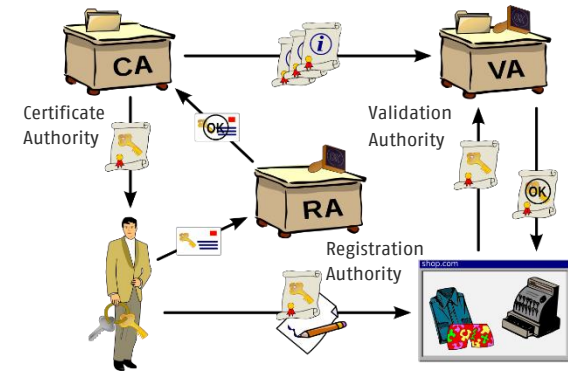 CA
VA
i
Certificate
Authority
Validation
Authority
OK
OK
RA
Registration
Authority
shop.com